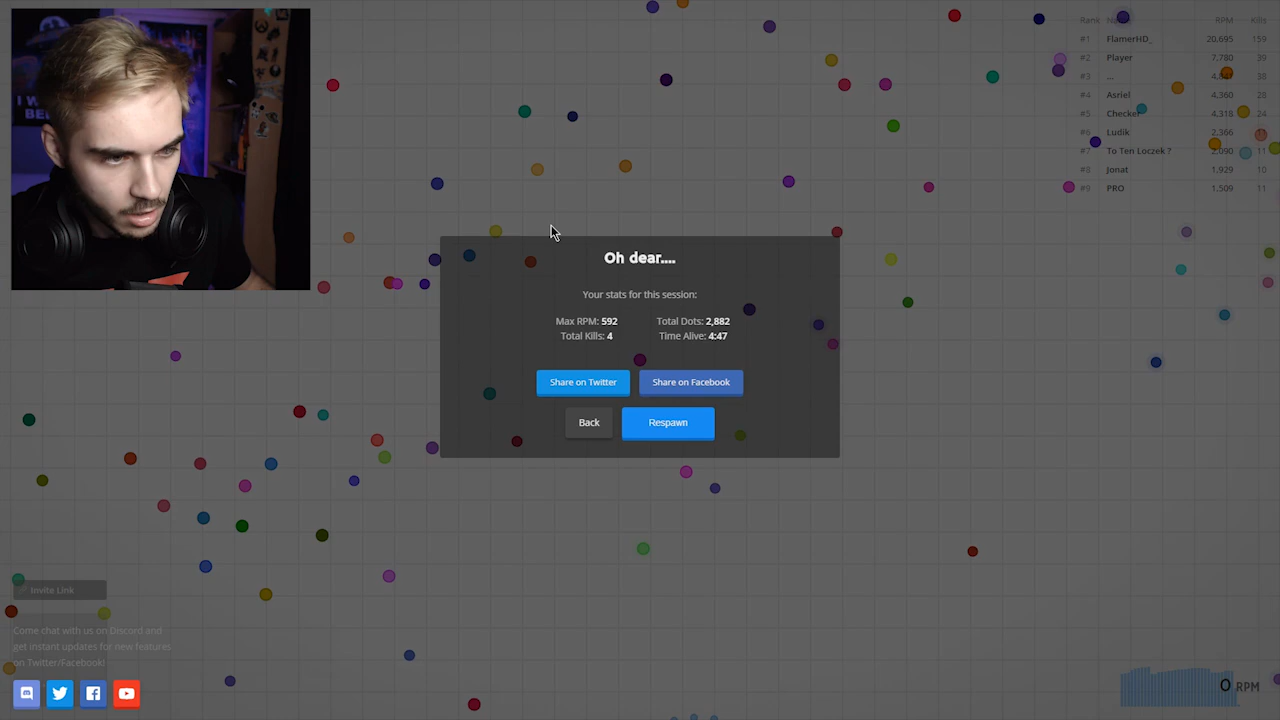 Rank Name RPM Kills
#1 FlamerHD_ 20,695 159
#2 Player 7,780 39
#3 ... 38
#4 Asriel 4,360 28
#5 Checker 4,318 24
#6 Ludik 2,366 11
#7 To Ten Loczek ? 2,090 11
#8 Jonat 1,929 10
#9 PRO 1,509 11
Oh dear....
Your stats for this session:
Max RPM: 592 Total Dots: 2,882
Total Kills: 4 Time Alive: 4:47
Share on Twitter Share on Facebook
Back Respawn
Invite Link
Come chat with us on Discord and
get instant updates for new features
on Twitter/Facebook!
0 RPM